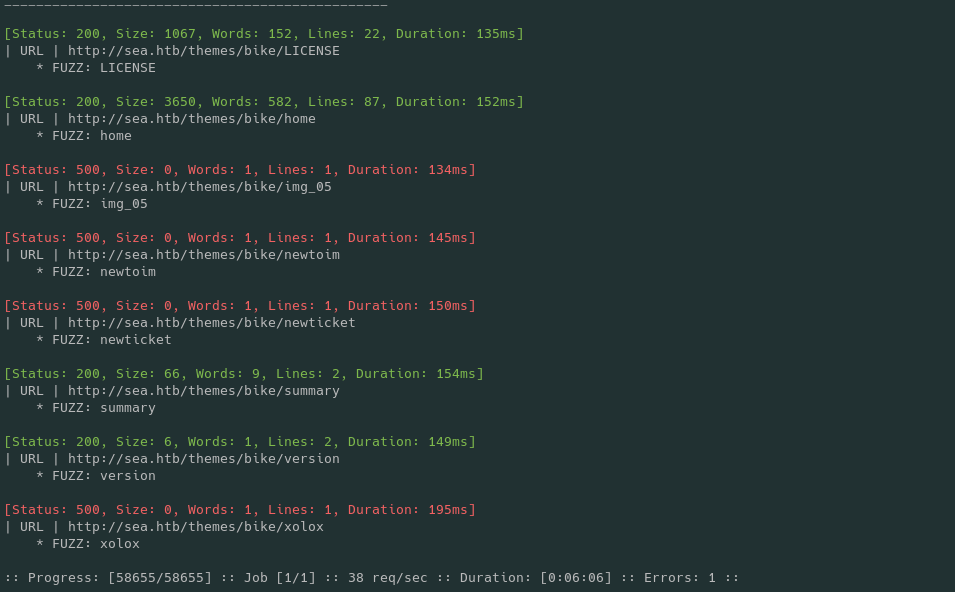 ________________________________________________
[Status: 200, Size: 1067, Words: 152, Lines: 22, Duration: 135ms]
| URL | http://sea.htb/themes/bike/LICENSE
    * FUZZ: LICENSE

[Status: 200, Size: 3650, Words: 582, Lines: 87, Duration: 152ms]
| URL | http://sea.htb/themes/bike/home
    * FUZZ: home

[Status: 500, Size: 0, Words: 1, Lines: 1, Duration: 134ms]
| URL | http://sea.htb/themes/bike/img_05
    * FUZZ: img_05

[Status: 500, Size: 0, Words: 1, Lines: 1, Duration: 145ms]
| URL | http://sea.htb/themes/bike/newtoim
    * FUZZ: newtoim

[Status: 500, Size: 0, Words: 1, Lines: 1, Duration: 150ms]
| URL | http://sea.htb/themes/bike/newticket
    * FUZZ: newticket

[Status: 200, Size: 66, Words: 9, Lines: 2, Duration: 154ms]
| URL | http://sea.htb/themes/bike/summary
    * FUZZ: summary

[Status: 200, Size: 6, Words: 1, Lines: 2, Duration: 149ms]
| URL | http://sea.htb/themes/bike/version
    * FUZZ: version

[Status: 500, Size: 0, Words: 1, Lines: 1, Duration: 195ms]
| URL | http://sea.htb/themes/bike/xolox
    * FUZZ: xolox

:: Progress: [58655/58655] :: Job [1/1] :: 38 req/sec :: Duration: [0:06:06] :: Errors: 1 ::